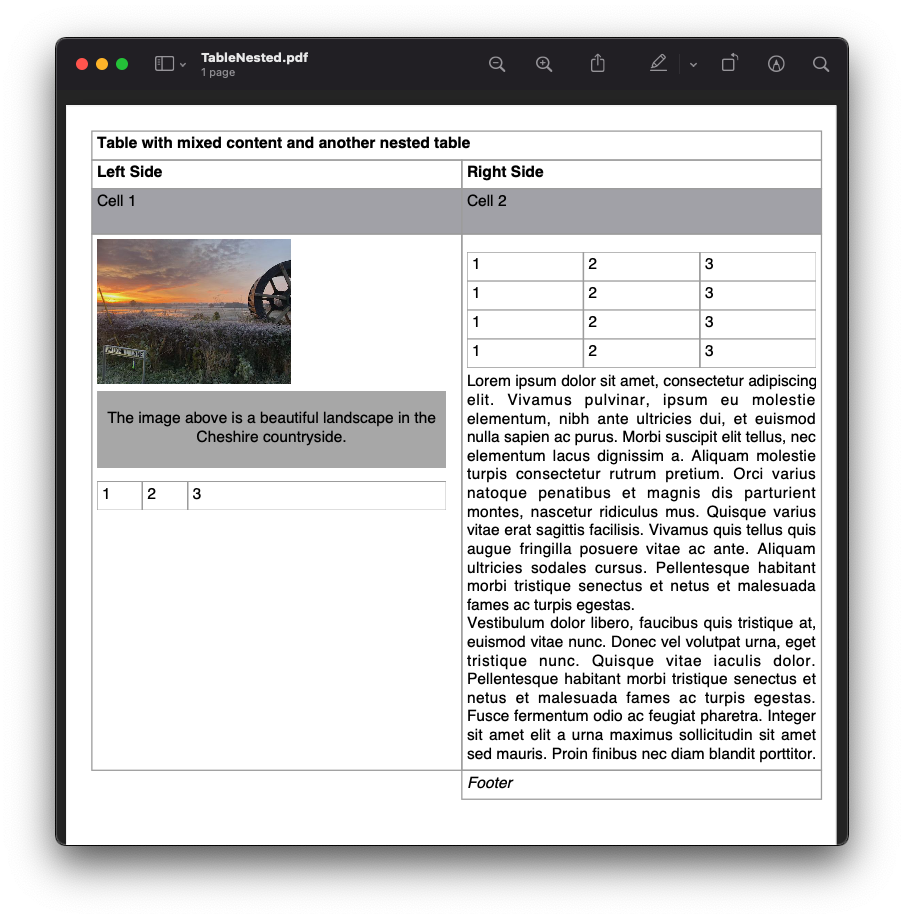 TableNested.pdf
1 page
Table with mixed content and another nested table
Left Side
Right Side
Cell 1
Cell 2
The image above is a beautiful landscape in the
Cheshire countryside.
1 2 3
1 2 3
1 2 3
1 2 3
1 2 3
Lorem ipsum dolor sit amet, consectetur adipiscing
elit. Vivamus pulvinar, ipsum eu molestie
elementum, nibh ante ultricies dui, et euismod
nulla sapien ac purus. Morbi suscipit elit tellus, nec
elementum lacus dignissim a. Aliquam molestie
turpis consectetur rutrum pretium. Orci varius
natoque penatibus et magnis dis parturient
montes, nascetur ridiculus mus. Quisque varius
vitae erat sagittis facilisis. Vivamus quis tellus quis
augue fringilla posuere vitae ac ante. Aliquam
ultricies sodales cursus. Pellentesque habitant
morbi tristique senectus et netus et malesuada
fames ac turpis egestas.
Vestibulum dolor libero, faucibus quis tristique at,
euismod vitae nunc. Donec vel volutpat urna, eget
tristique nunc. Quisque vitae iaculis dolor.
Pellentesque habitant morbi tristique senectus et
netus et malesuada fames ac turpis egestas.
Fusce fermentum odio ac feugiat pharetra. Integer
sit amet elit a urna maximus sollicitudin sit amet
sed mauris. Proin finibus nec diam blandit porttitor.
Footer